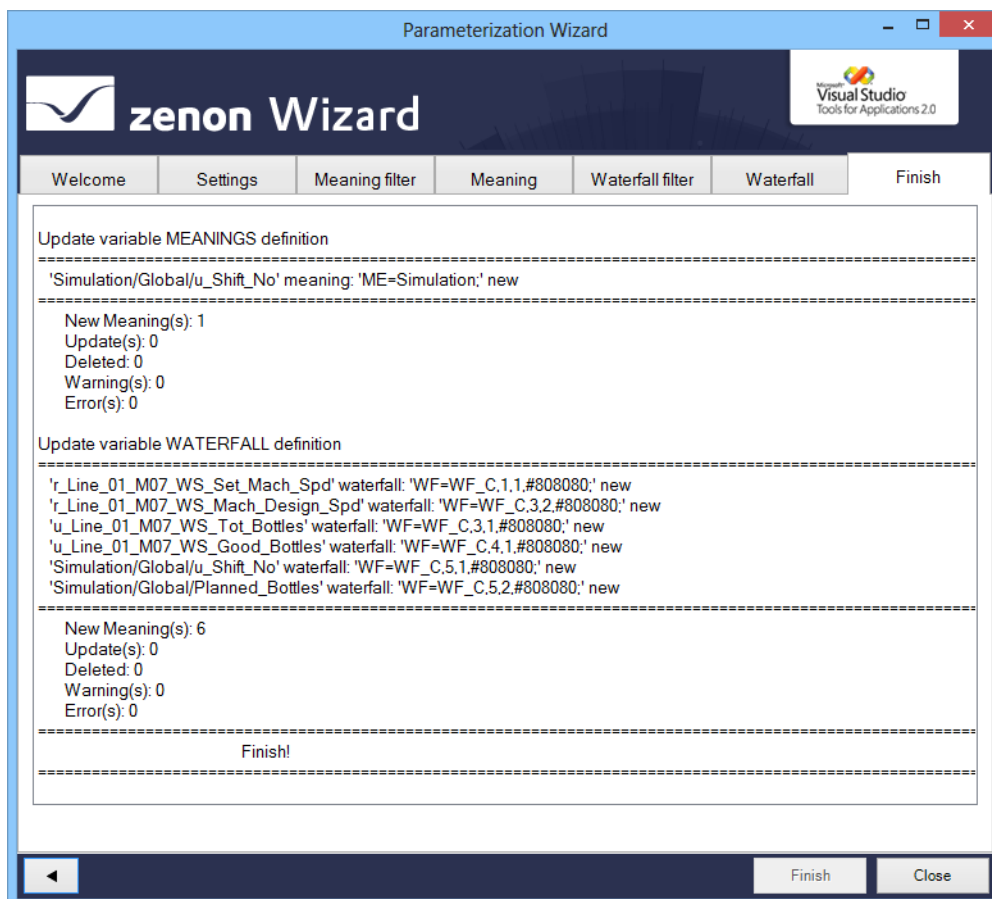 Parameterization Wizard
zenon Wizard
Microsoft
Visual Studio
Tools for Applications 2.0
Welcome Settings Meaning filter Meaning Waterfall filter Waterfall Finish
Update variable MEANINGS definition
'Simulation/Global/u_Shift_No' meaning: 'ME=Simulation;' new
New Meaning(s): 1
Update(s): 0
Deleted: 0
Warning(s): 0
Error(s): 0
Update variable WATERFALL definition
'r_Line_01_M07_WS_Set_Mach_Spd' waterfall: 'WF=WF_C,1,1,#808080;' new
'r_Line_01_M07_WS_Mach_Design_Spd' waterfall: 'WF=WF_C,3,2,#808080;' new
'u_Line_01_M07_WS_Tot_Bottles' waterfall: 'WF=WF_C,3,1,#808080;' new
'u_Line_01_M07_WS_Good_Bottles' waterfall: 'WF=WF_C,4,1,#808080;' new
'Simulation/Global/u_Shift_No' waterfall: 'WF=WF_C,5,1,#808080;' new
'Simulation/Global/Planned_Bottles' waterfall: 'WF=WF_C,5,2,#808080;' new
New Meaning(s): 6
Update(s): 0
Deleted: 0
Warning(s): 0
Error(s): 0
Finish!
Finish Close